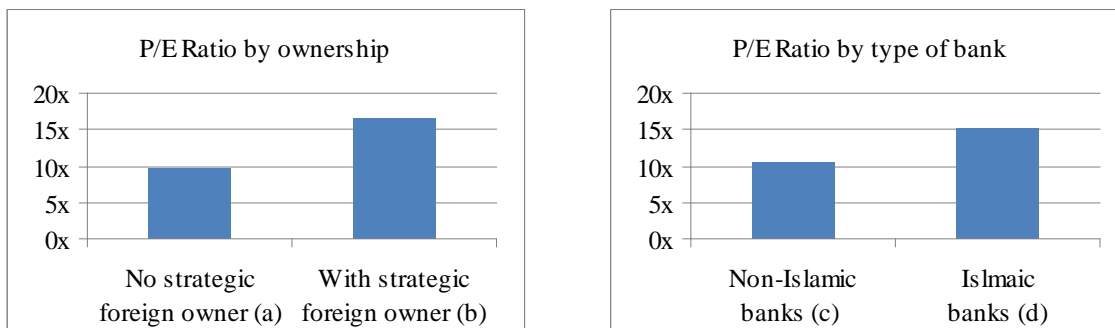 P/E Ratio by ownership
20x
15x
10x
5x
0x
No strategic
foreign owner (a)
With strategic
foreign owner (b)
P/E Ratio by type of bank
20x
15x
10x
5x
0x
Non-Islamic
banks (c)
Islmaic
banks (d)